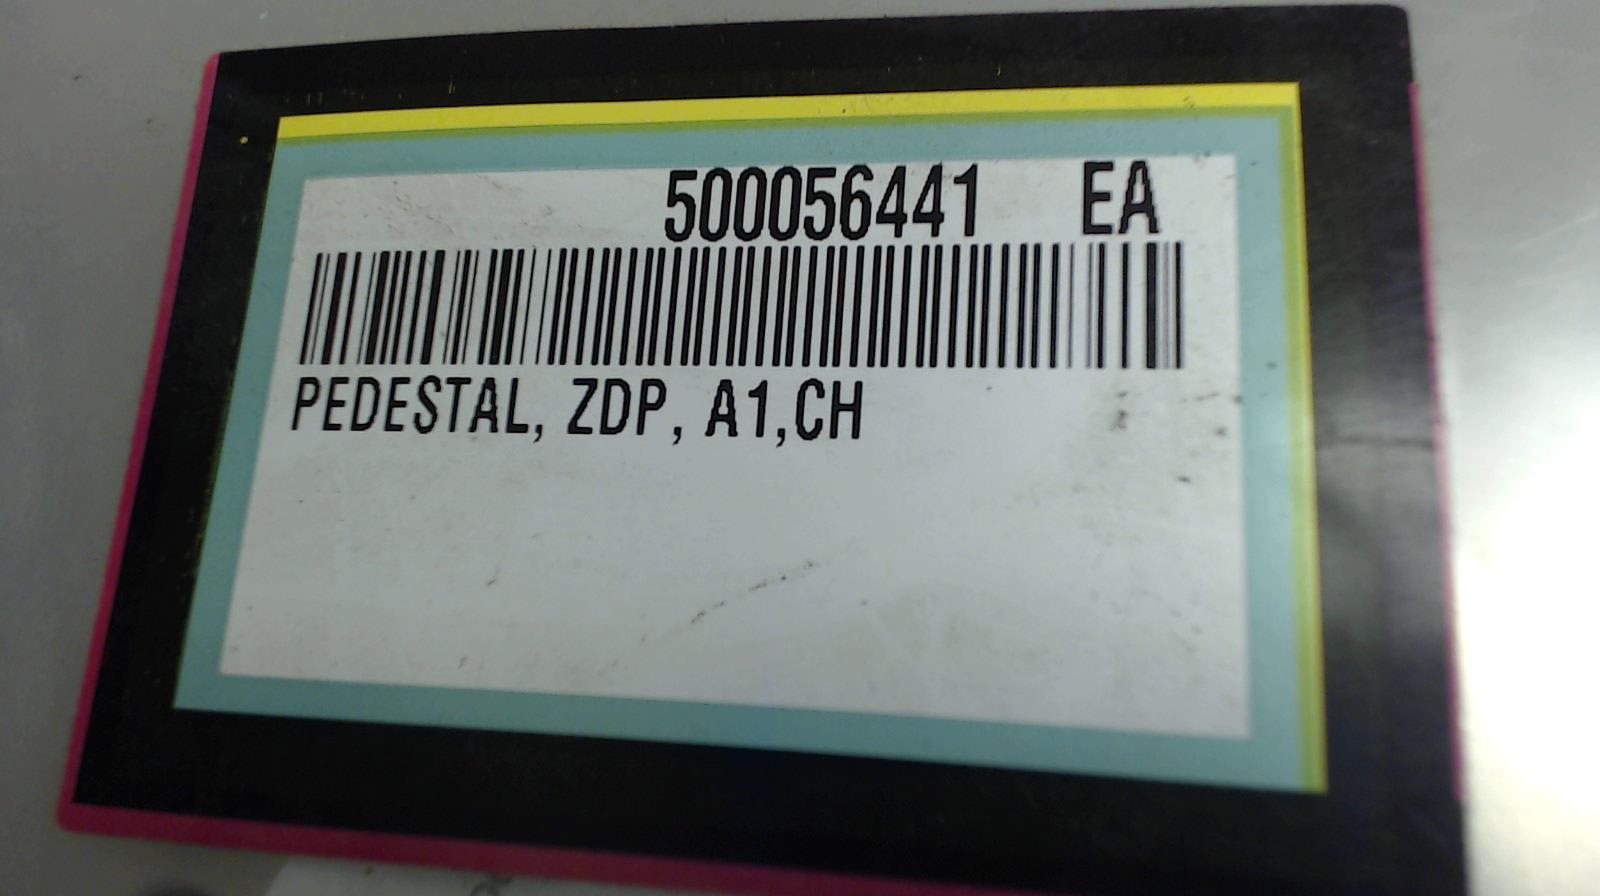 500056441 EA
PEDESTAL, ZDP, A1,CH